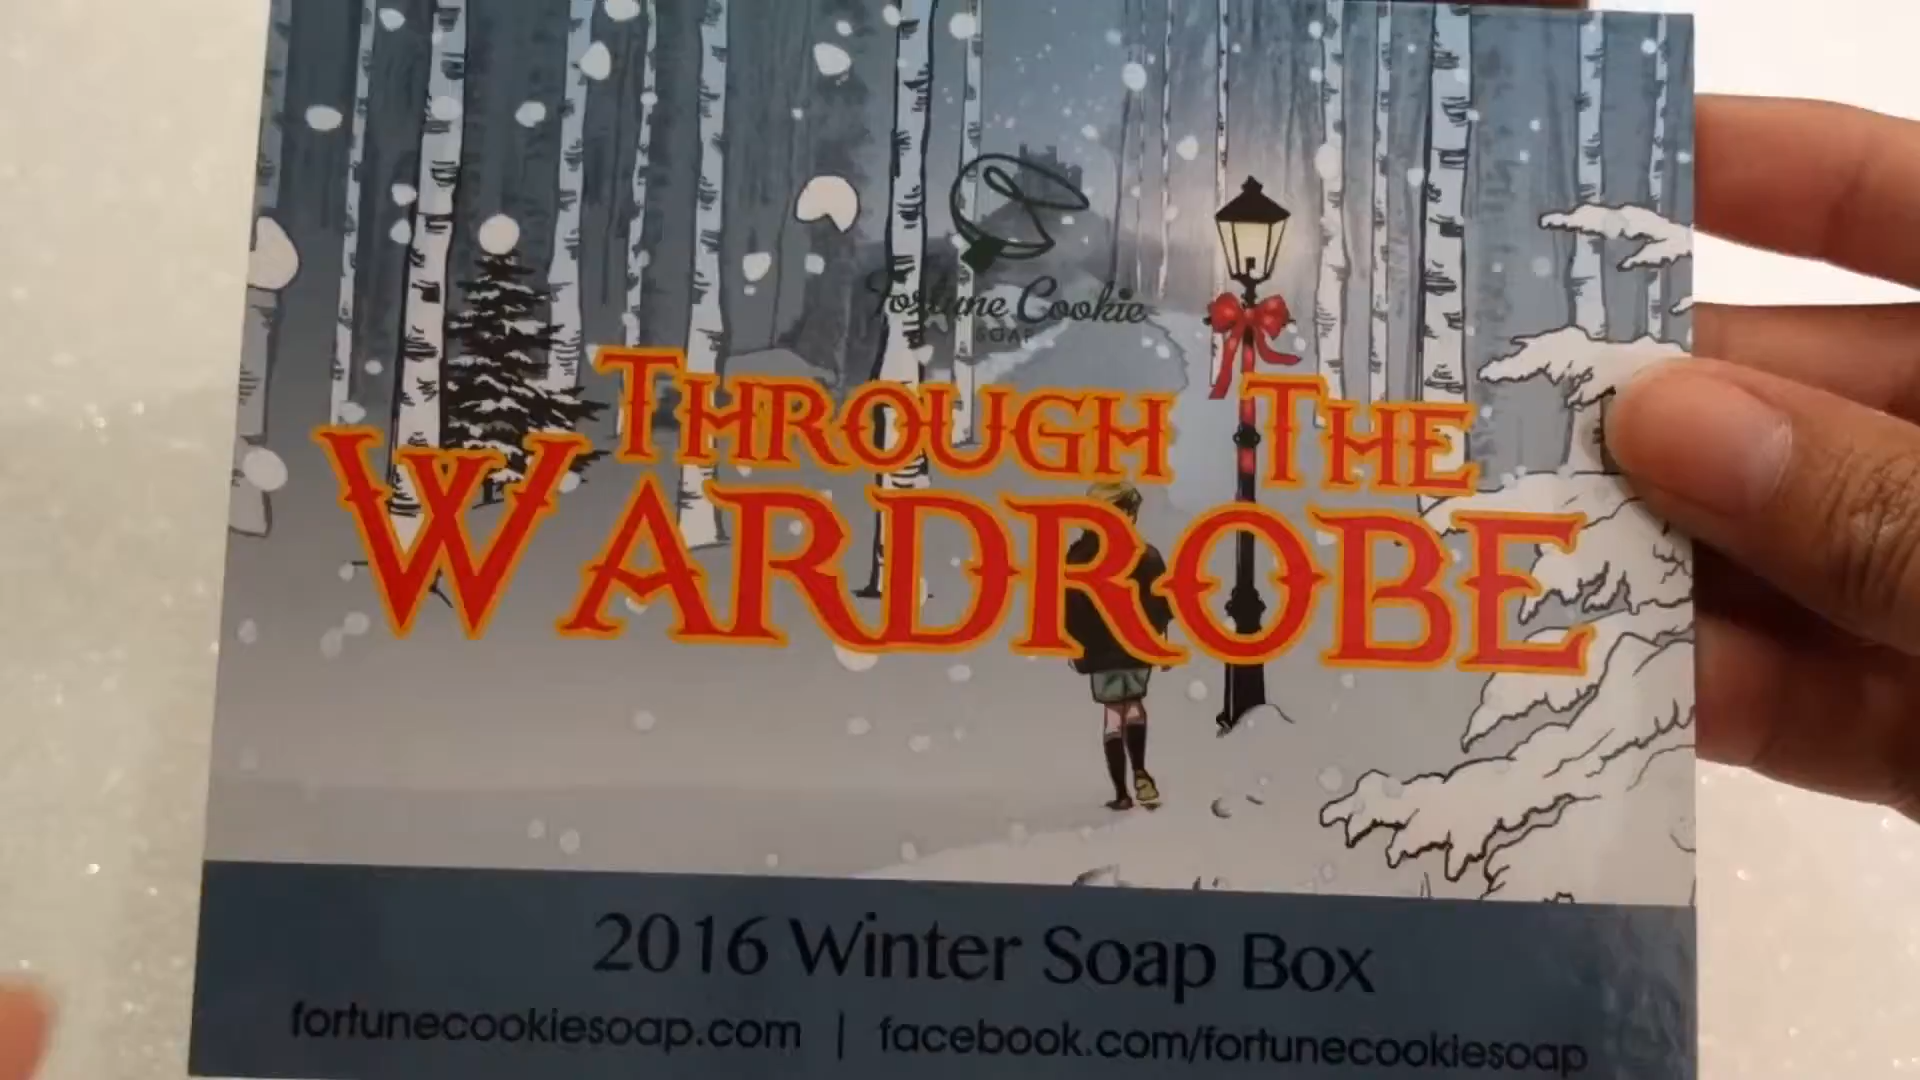 Fortune Cookie
SOAP
THROUGH THE
WARDROBE
2016 Winter Soap Box
fortunecookiesoap.com | facebook.com/fortunecookiesoap